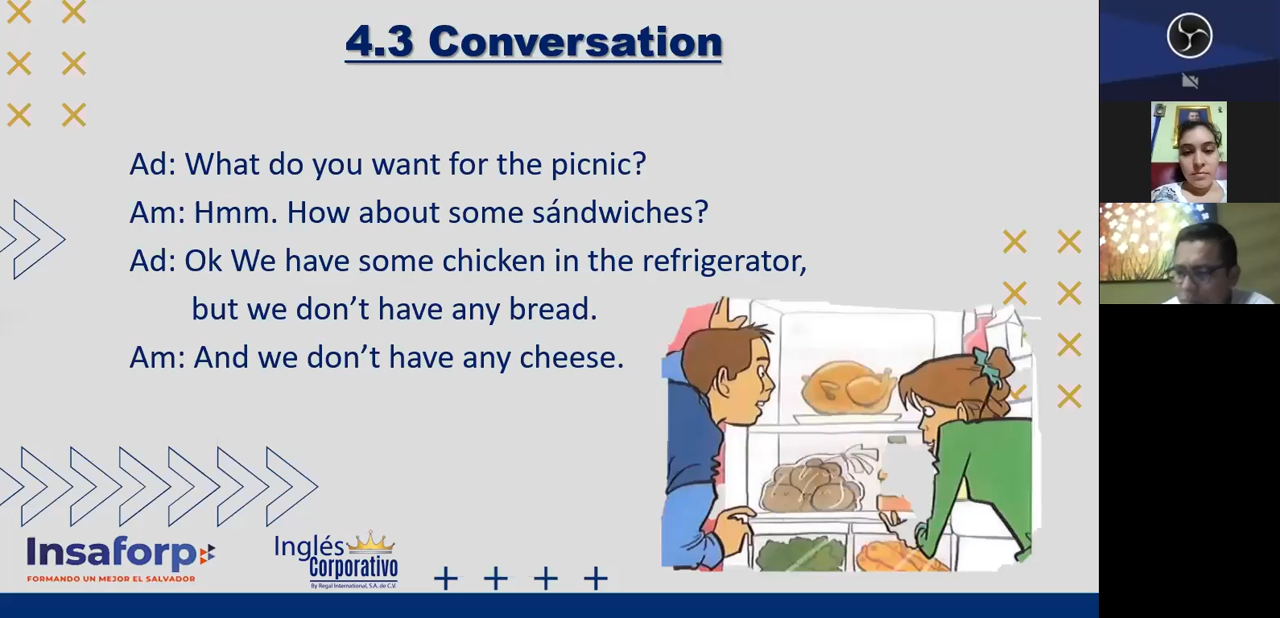 4.3 Conversation
Ad: What do you want for the picnic?
Am: Hmm. How about some sándwiches?
Ad: Ok We have some chicken in the refrigerator,
but we don’t have any bread.
Am: And we don’t have any cheese.
Insaforp
FORMANDO UN MEJOR EL SALVADOR
Inglés
Corporativo
By Regal International, S.A. de C.V.